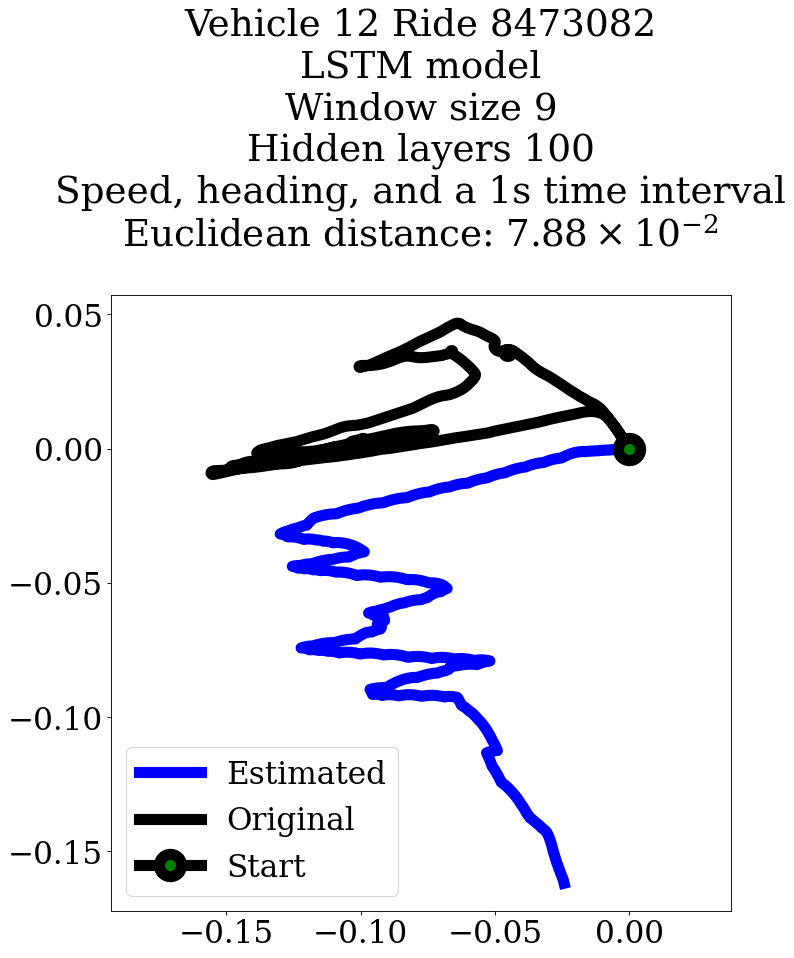 Vehicle 12 Ride 8473082
LSTM model
Window size 9
Hidden layers 100
Speed, heading, and a 1s time interval
Euclidean distance: 7.88 × 10⁻²
0.05
0.00
−0.05
−0.10
−0.15
Estimated
Original
Start
−0.15 −0.10 −0.05 0.00